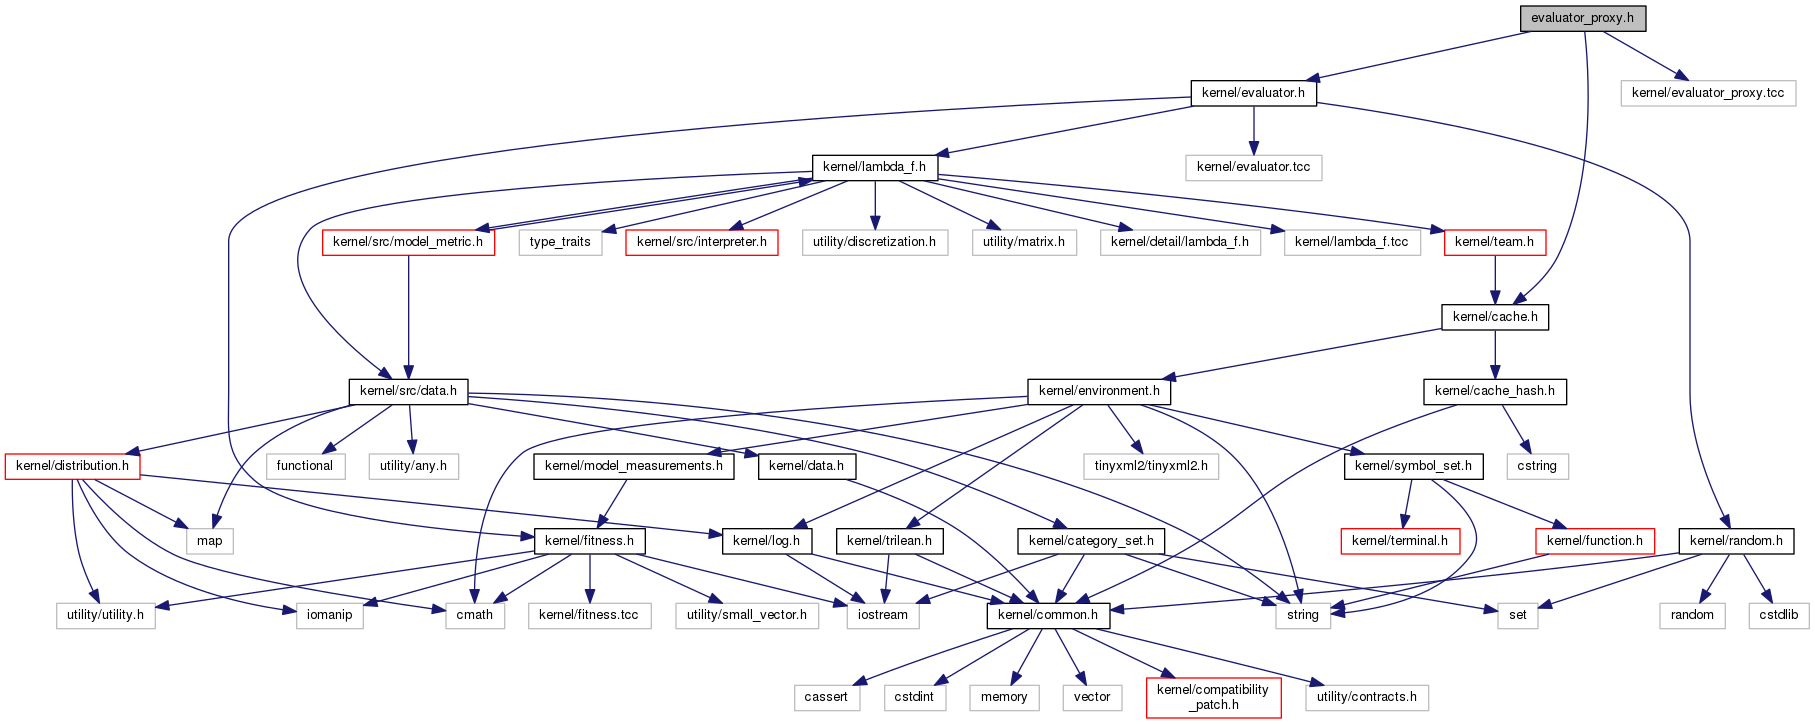 evaluator_proxy.h
kernel/evaluator.h
kernel/evaluator_proxy.tcc
kernel/lambda_f.h
kernel/evaluator.tcc
kernel/src/model_metric.h
type_traits
kernel/src/interpreter.h
utility/discretization.h
utility/matrix.h
kernel/detail/lambda_f.h
kernel/lambda_f.tcc
kernel/team.h
kernel/cache.h
kernel/src/data.h
kernel/environment.h
kernel/cache_hash.h
kernel/distribution.h
functional
utility/any.h
kernel/model_measurements.h
kernel/data.h
tinyxml2/tinyxml2.h
kernel/symbol_set.h
cstring
map
kernel/fitness.h
kernel/log.h
kernel/trilean.h
kernel/category_set.h
kernel/terminal.h
kernel/function.h
kernel/random.h
utility/utility.h
iomanip
cmath
kernel/fitness.tcc
utility/small_vector.h
iostream
kernel/common.h
string
set
random
cstdlib
cassert
cstdint
memory
vector
kernel/compatibility
_patch.h
utility/contracts.h